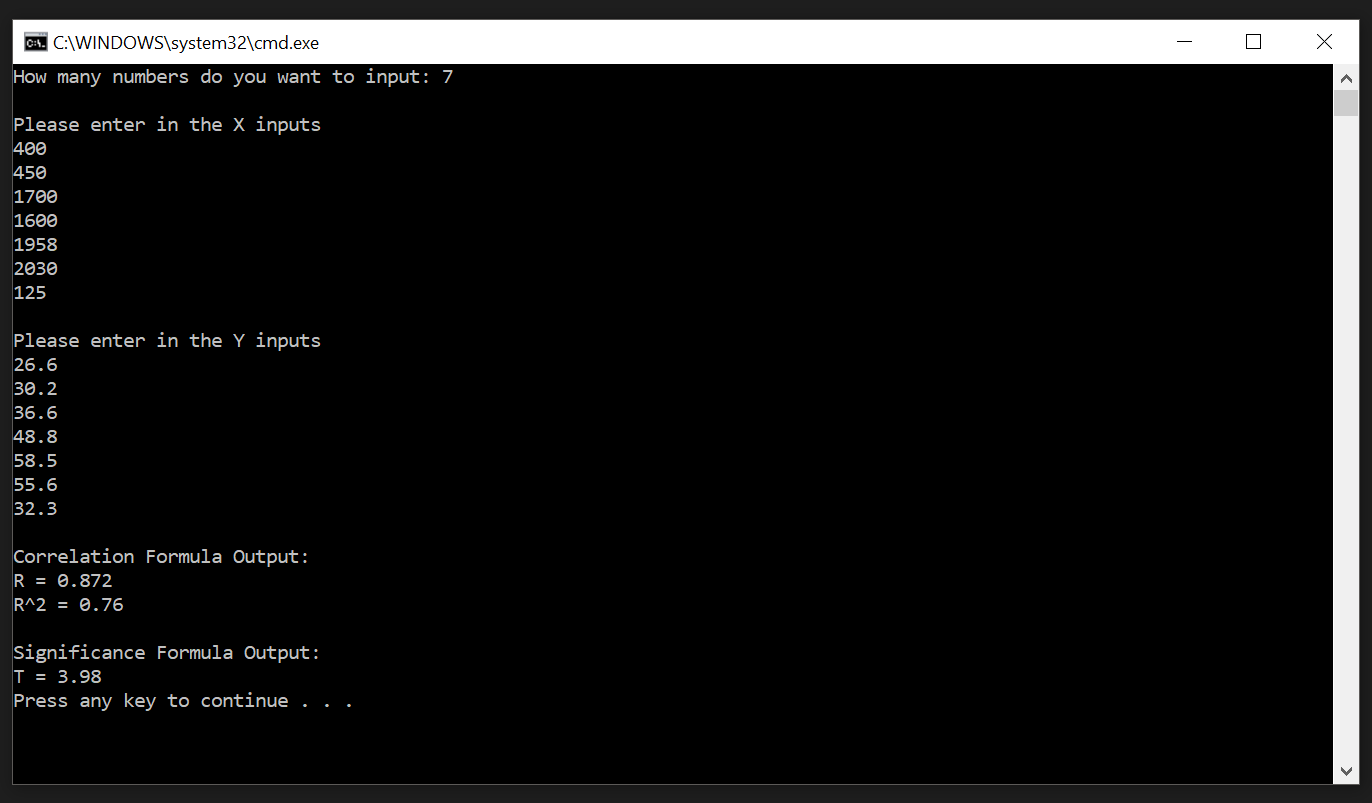 C:\WINDOWS\system32\cmd.exe
How many numbers do you want to input: 7
Please enter in the X inputs
400
450
1700
1600
1958
2030
125
Please enter in the Y inputs
26.6
30.2
36.6
48.8
58.5
55.6
32.3
Correlation Formula Output:
R = 0.872
R^2 = 0.76
Significance Formula Output:
T = 3.98
Press any key to continue . . .